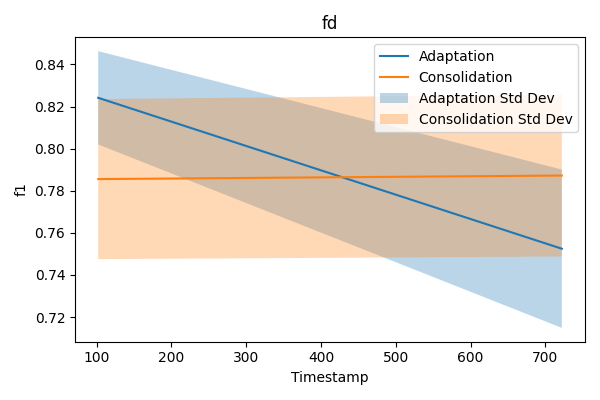 fd
Adaptation
Consolidation
Adaptation Std Dev
Consolidation Std Dev
f1
0.84
0.82
0.80
0.78
0.76
0.74
0.72
100 200 300 400 500 600 700
Timestamp